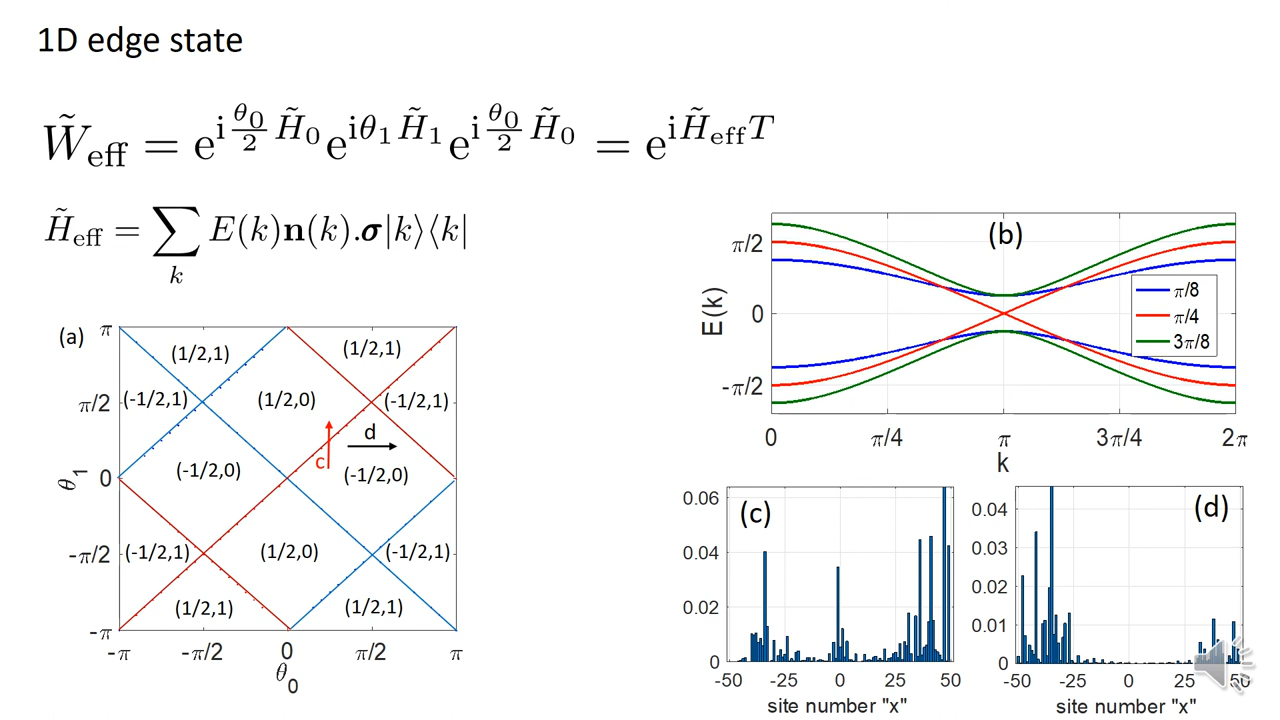 1D edge state
W̃_eff = e^{i θ₀/2 H̃₀} e^{iθ₁H̃₁} e^{i θ₀/2 H̃₀} = e^{iH̃_eff T}
H̃_eff = ∑_k E(k)n(k).σ|k⟩⟨k|
(a)
π
π/2
0
-π/2
-π
θ₁
(1/2,1)
(1/2,1)
(-1/2,1)
(1/2,0)
(-1/2,1)
d
c
(-1/2,0)
(-1/2,0)
(-1/2,1)
(1/2,0)
(-1/2,1)
(1/2,1)
(1/2,1)
-π
-π/2
0
π/2
π
θ₀
(b)
π/2
0
-π/2
E(k)
π/8
π/4
3π/8
0
π/4
π
3π/4
2π
k
(c)
0.06
0.04
0.02
0
-50
-25
0
25
50
site number "x"
(d)
0.04
0.03
0.02
0.01
0
-50
-25
0
25
50
site number "x"